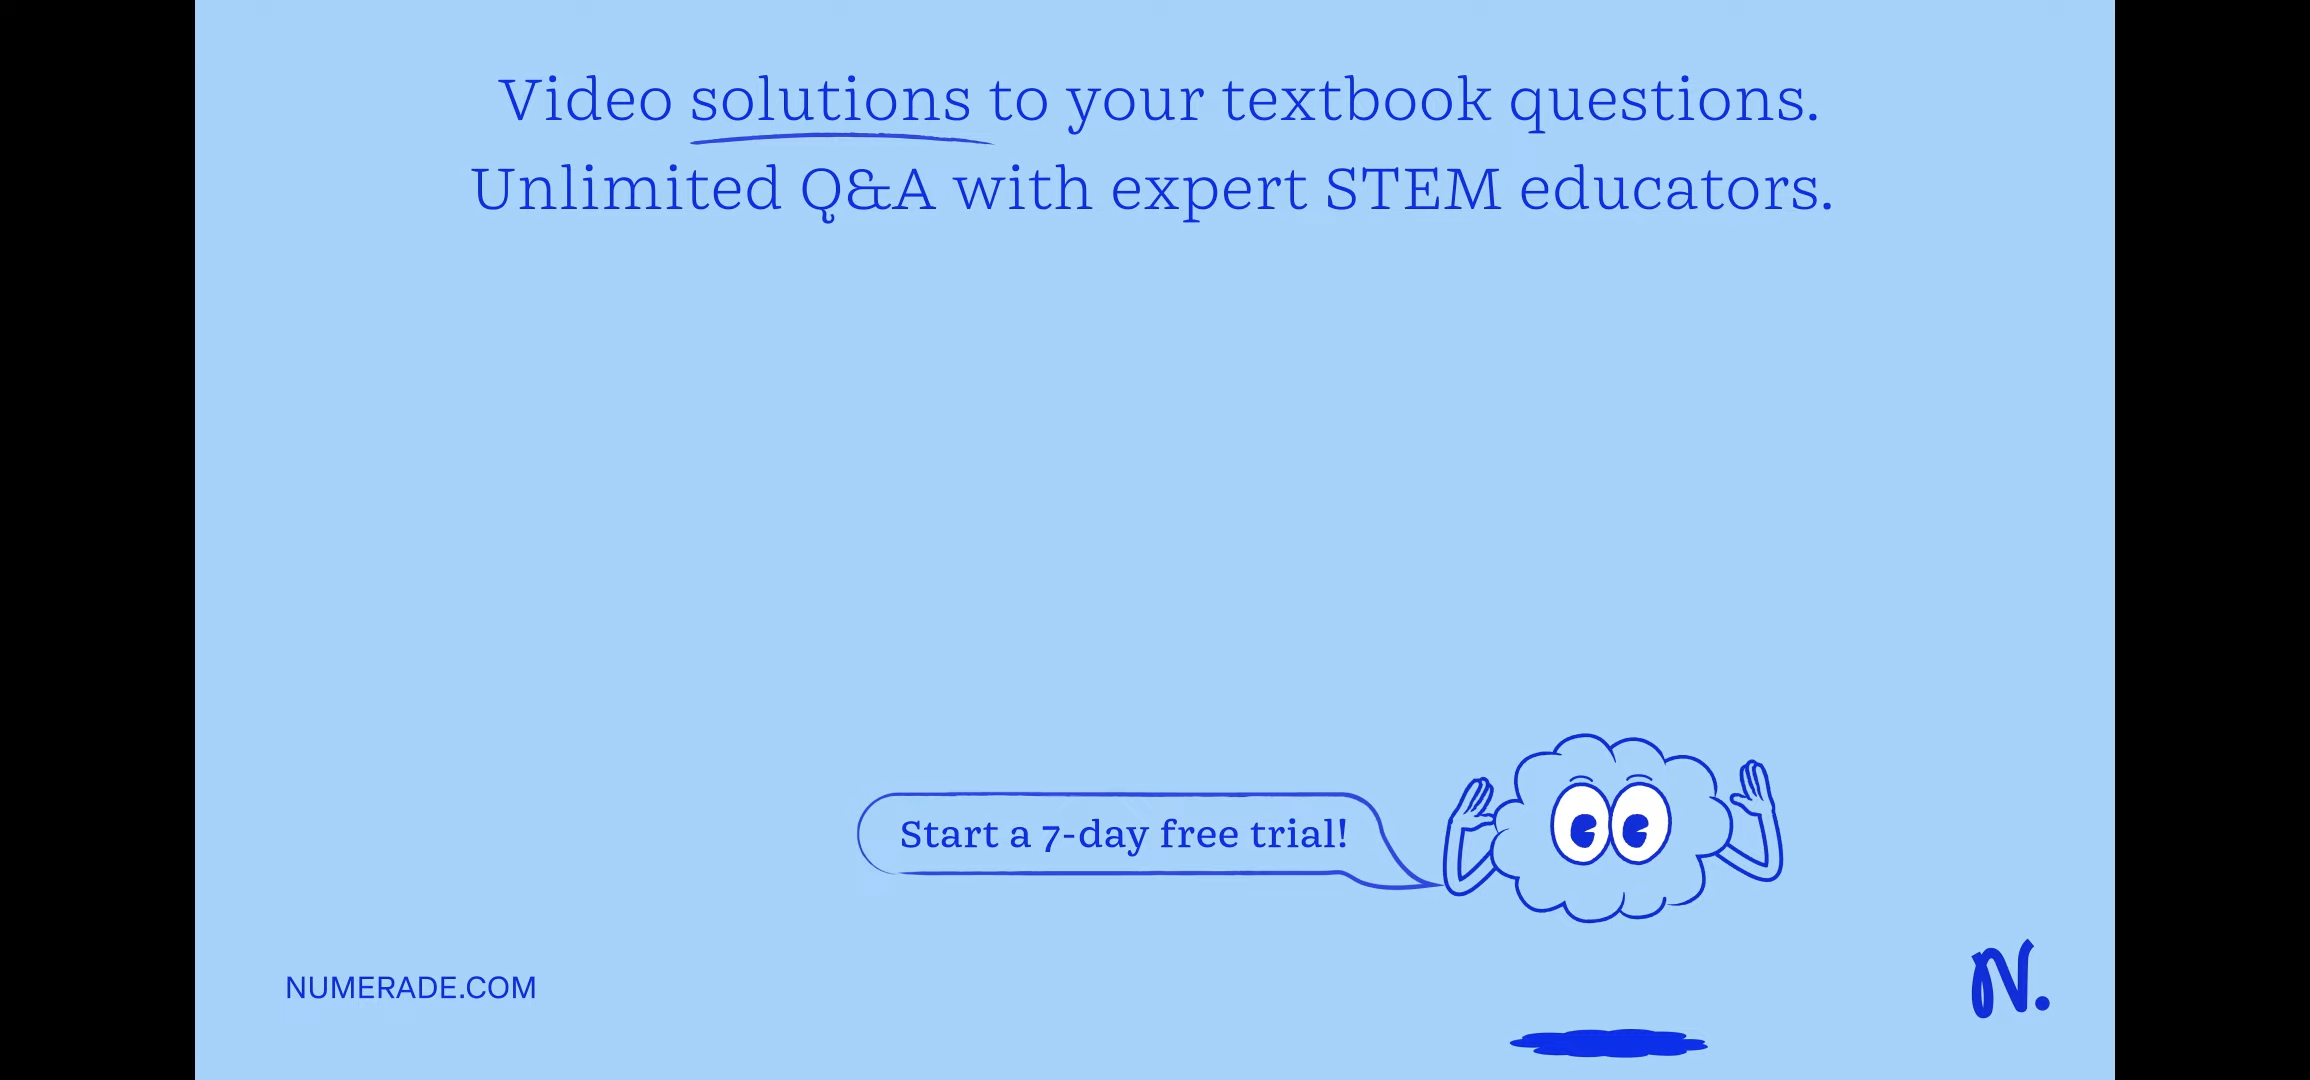 Video solutions to your textbook questions.
Unlimited Q&A with expert STEM educators.
Start a 7-day free trial!
NUMERADE.COM
N.